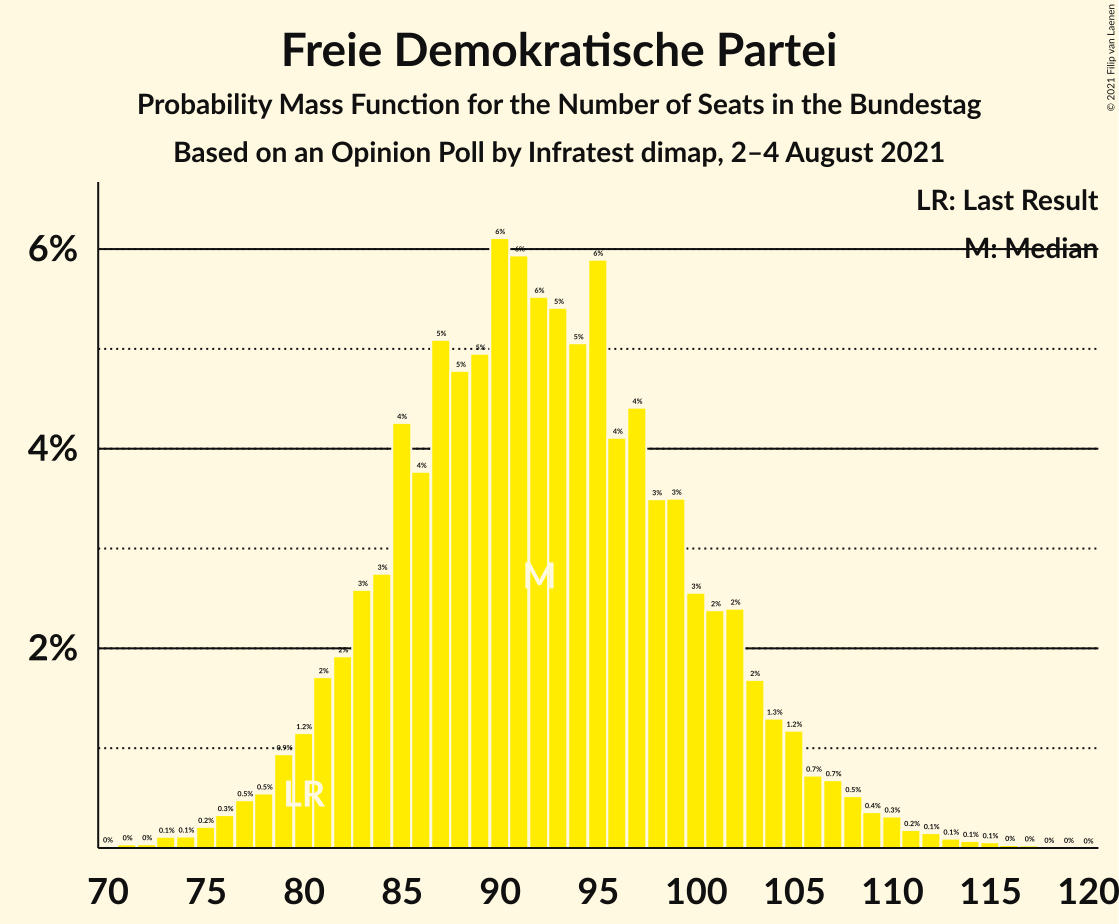 Freie Demokratische Partei
Probability Mass Function for the Number of Seats in the Bundestag
Based on an Opinion Poll by Infratest dimap, 2–4 August 2021
© 2021 Filip van Laenen
LR: Last Result
M: Median
6%
4%
2%
0% 0% 0% 0.1% 0.1% 0.2% 0.3% 0.5% 0.5% 0.9% 1.2% 2% 2% 3% 3% 4% 4% 5% 5% 5% 6% 6% 6% 5% 5% 6% 4% 4% 3% 3% 3% 2% 2% 2% 1.3% 1.2% 0.7% 0.7% 0.5% 0.4% 0.3% 0.2% 0.1% 0.1% 0.1% 0.1% 0% 0% 0% 0% 0%
M
LR
70 75 80 85 90 95 100 105 110 115 120